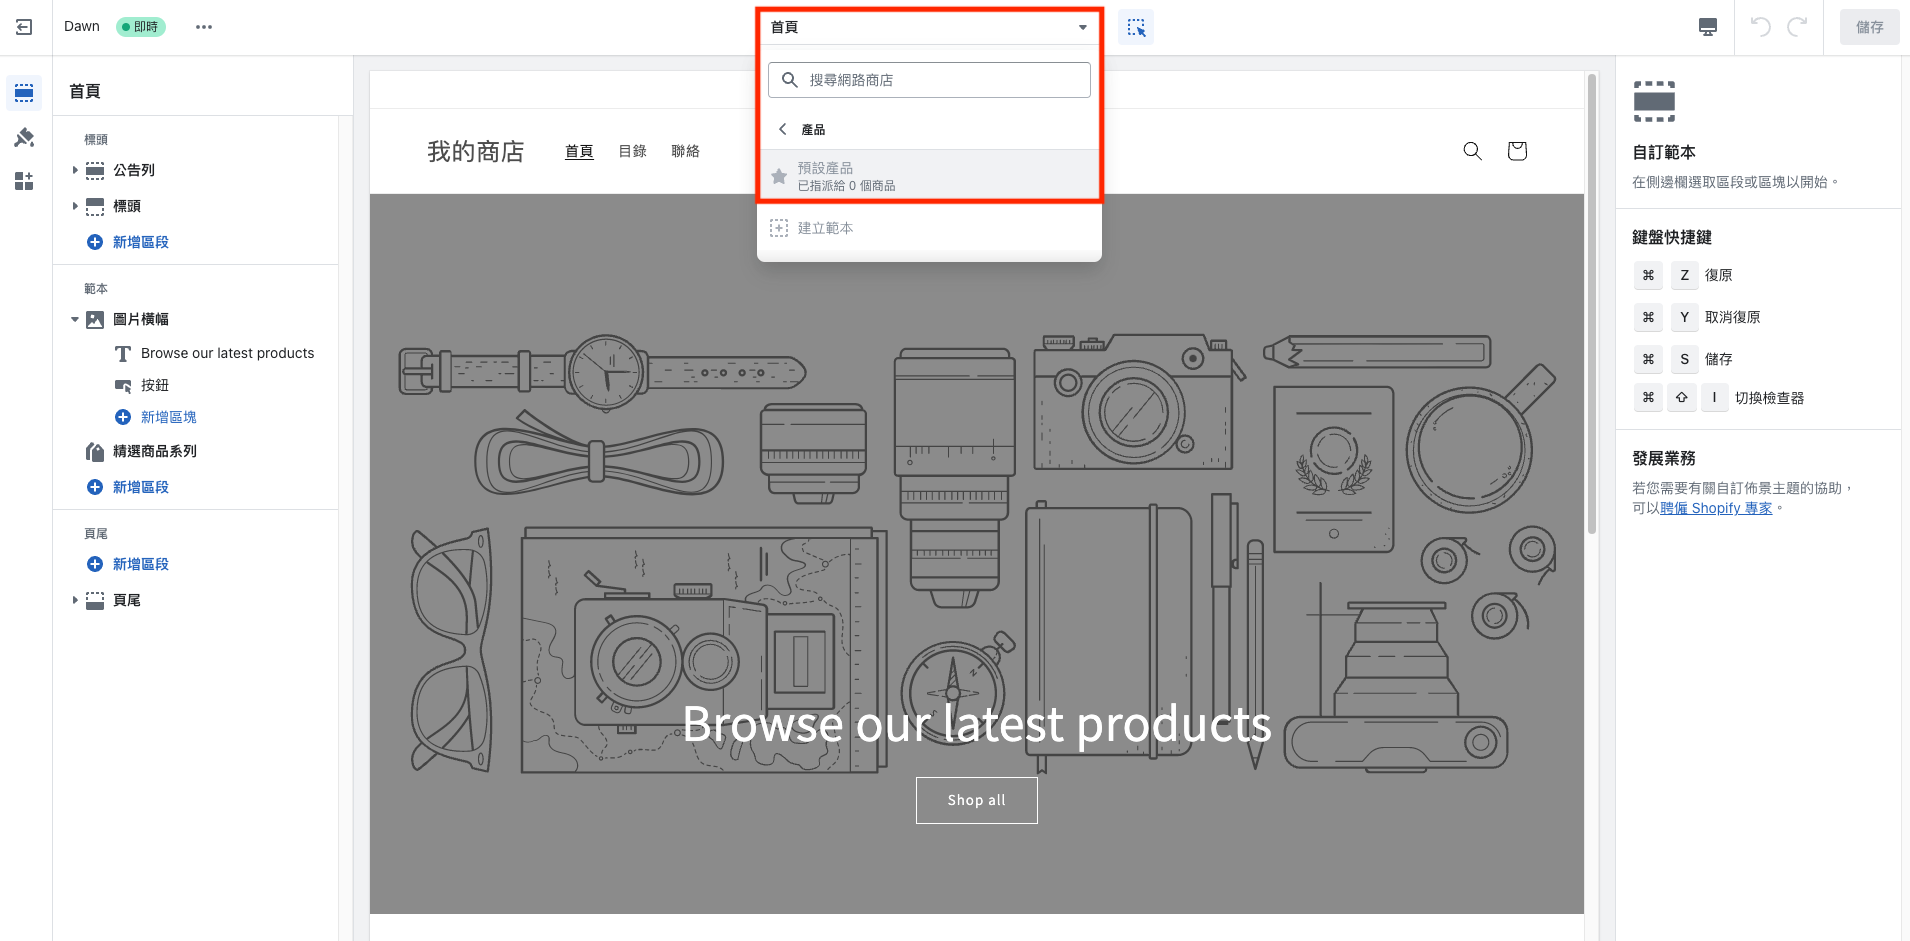 Dawn
即時
首頁
搜尋網路商店
產品
預設產品
已指派給 0 個商品
建立範本
儲存
首頁
標頭
公告列
標頭
新增區段
範本
圖片橫幅
Browse our latest products
按鈕
新增區塊
精選商品系列
新增區段
頁尾
新增區段
頁尾
我的商店
首頁
目錄
聯絡
Browse our latest products
Shop all
自訂範本
在側邊欄選取區段或區塊以開始。
鍵盤快捷鍵
⌘ Z 復原
⌘ Y 取消復原
⌘ S 儲存
⌘ ⇧ I 切換檢查器
發展業務
若您需要有關自訂佈景主題的協助，
可以聘僱 Shopify 專家。